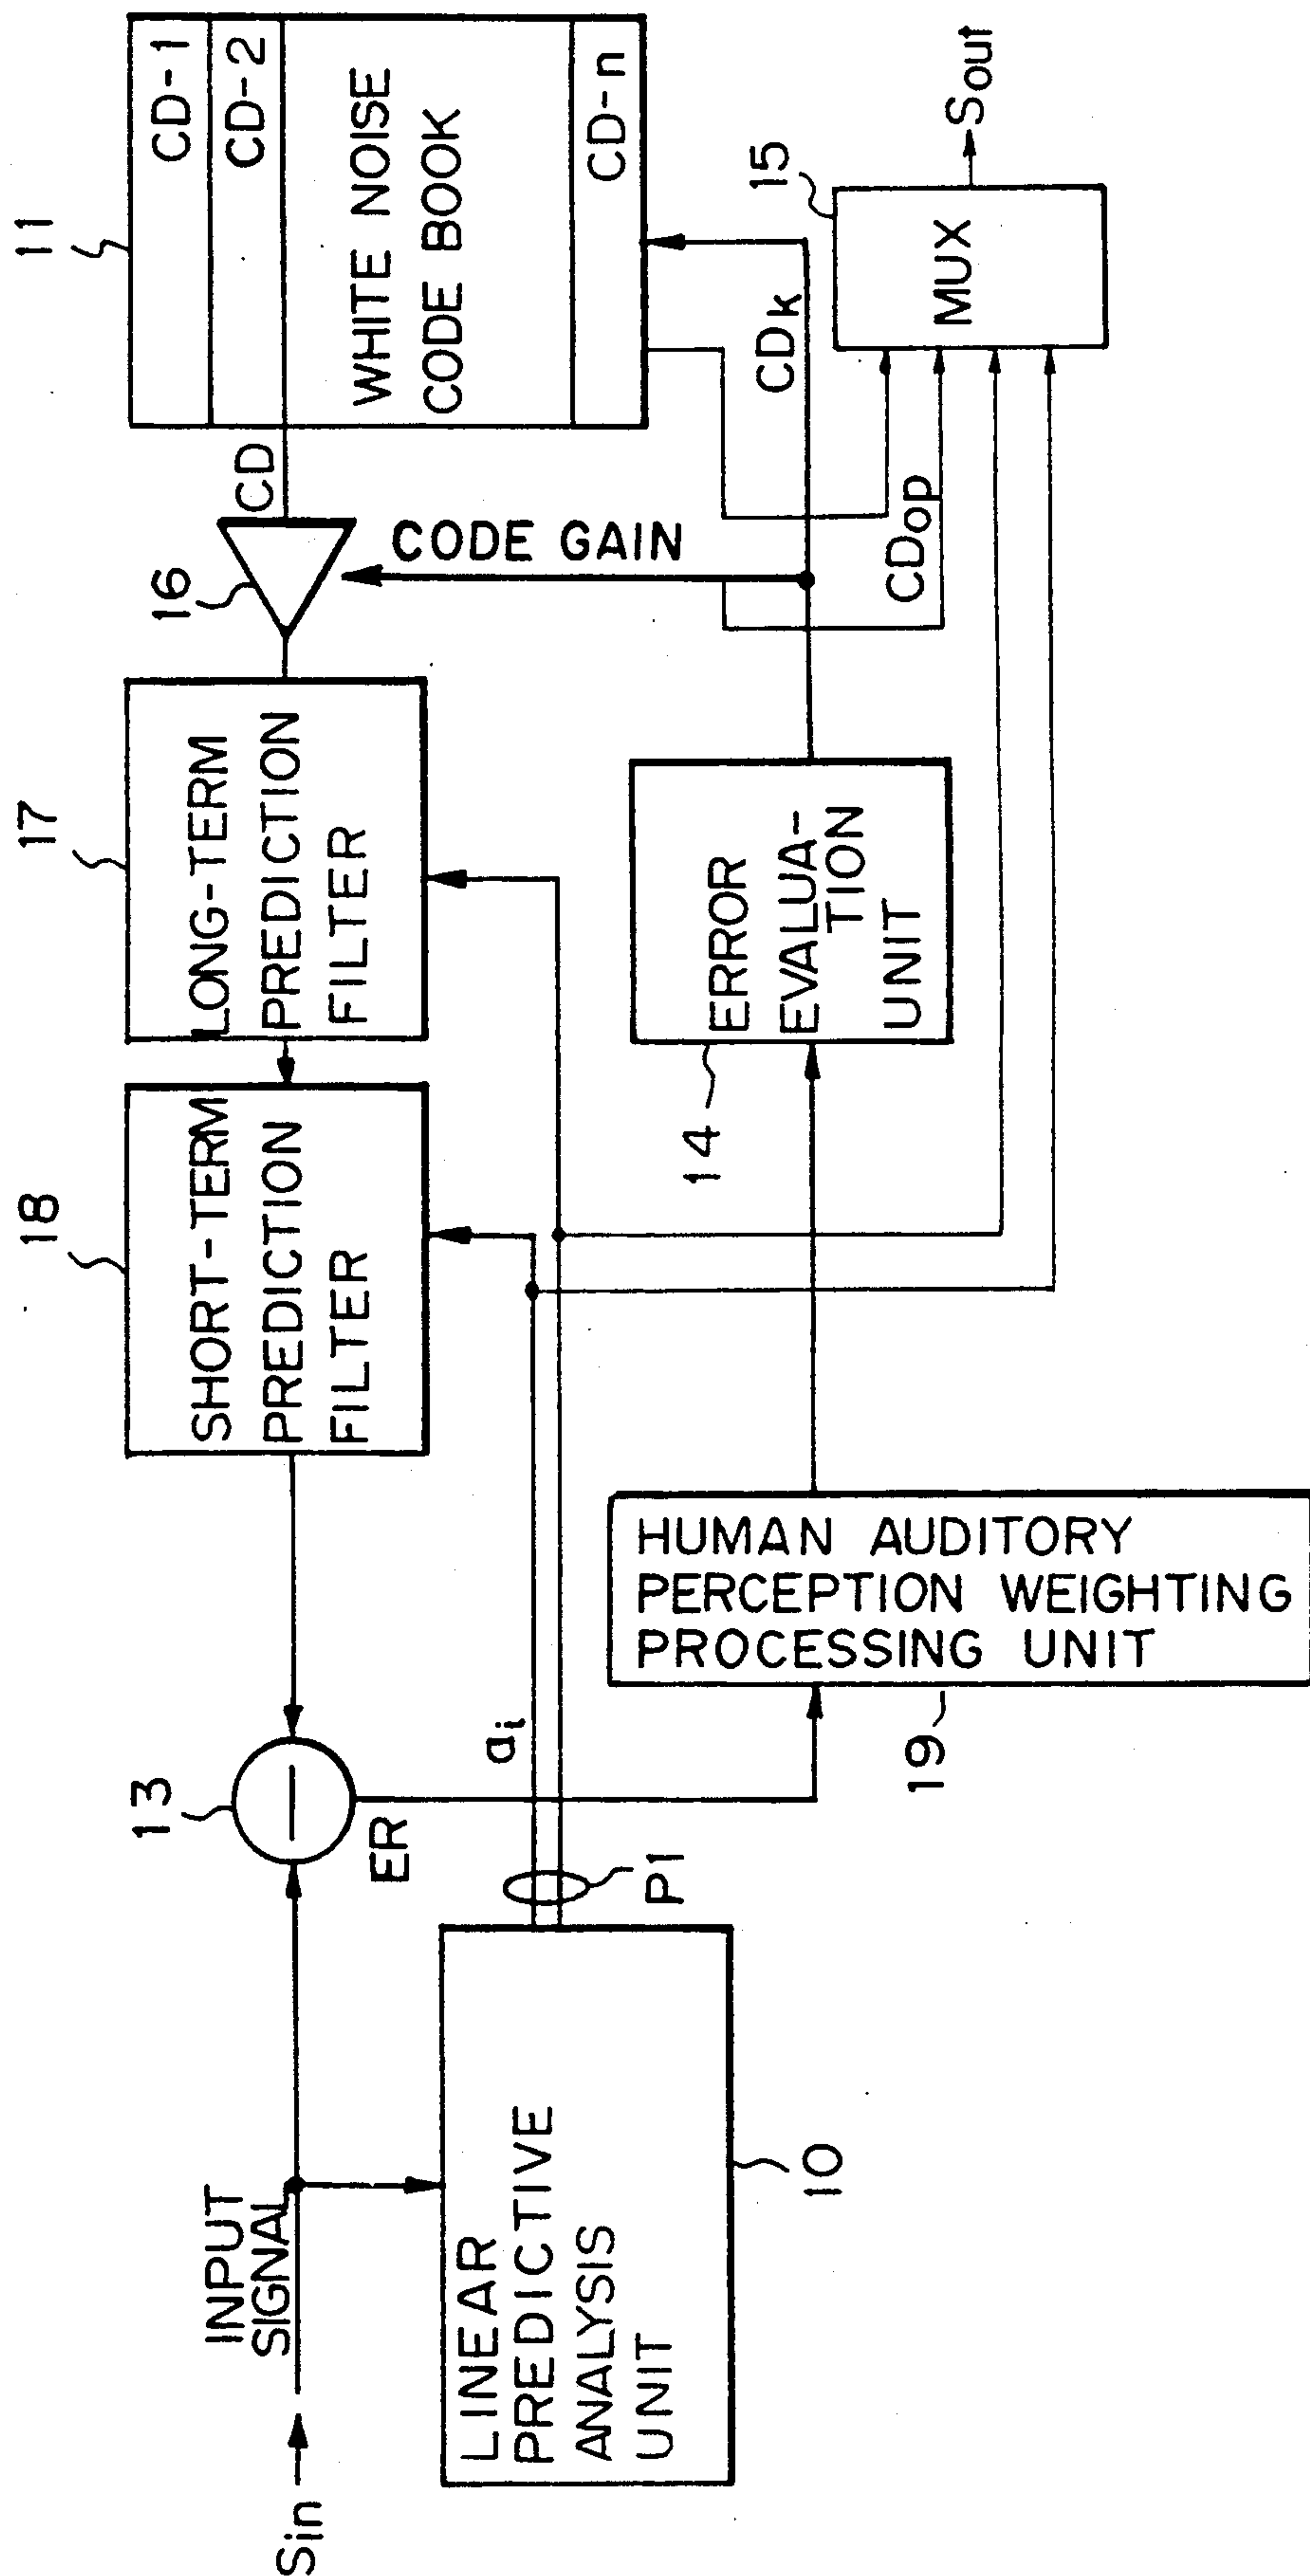 Sin
INPUT
SIGNAL
13
ER
18
SHORT-TERM
PREDICTION
FILTER
17
LONG-TERM
PREDICTION
FILTER
16
CD
11
CD-1
CD-2
WHITE NOISE
CODE BOOK
CD-n
CODE GAIN
LINEAR
PREDICTIVE
ANALYSIS
UNIT
10
P1
ai
HUMAN AUDITORY
PERCEPTION WEIGHTING
PROCESSING UNIT
19
14
ERROR
EVALUA-
TION
UNIT
CDk
CDop
15
MUX
Sout